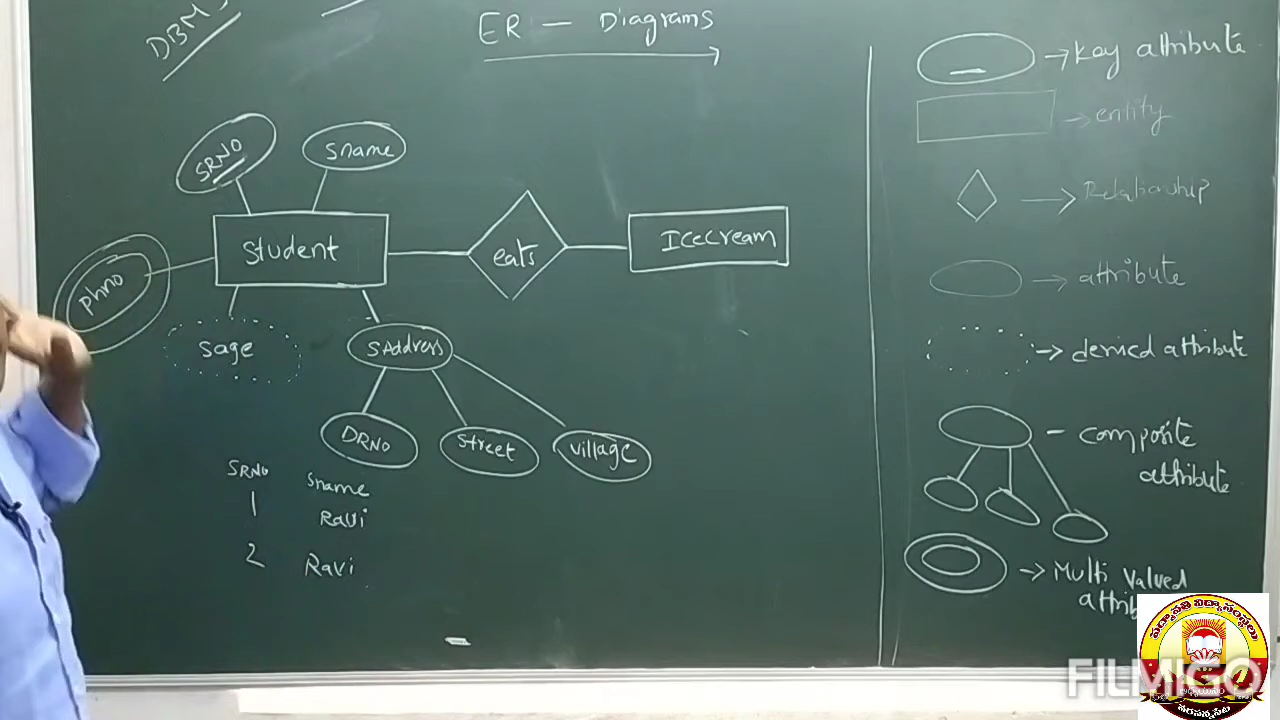 DBMS
ER - Diagrams
SRNO
Sname
Student
eats
Icecream
phno
Sage
SAddress
DRNO
Street
village
SRNO Sname
1 Ravi
2 Ravi
→ key attribute
→ entity
→ Relationship
→ attribute
→ derived attribute
- composite
attribute
→ Multi valued
attrib
FILMIGO